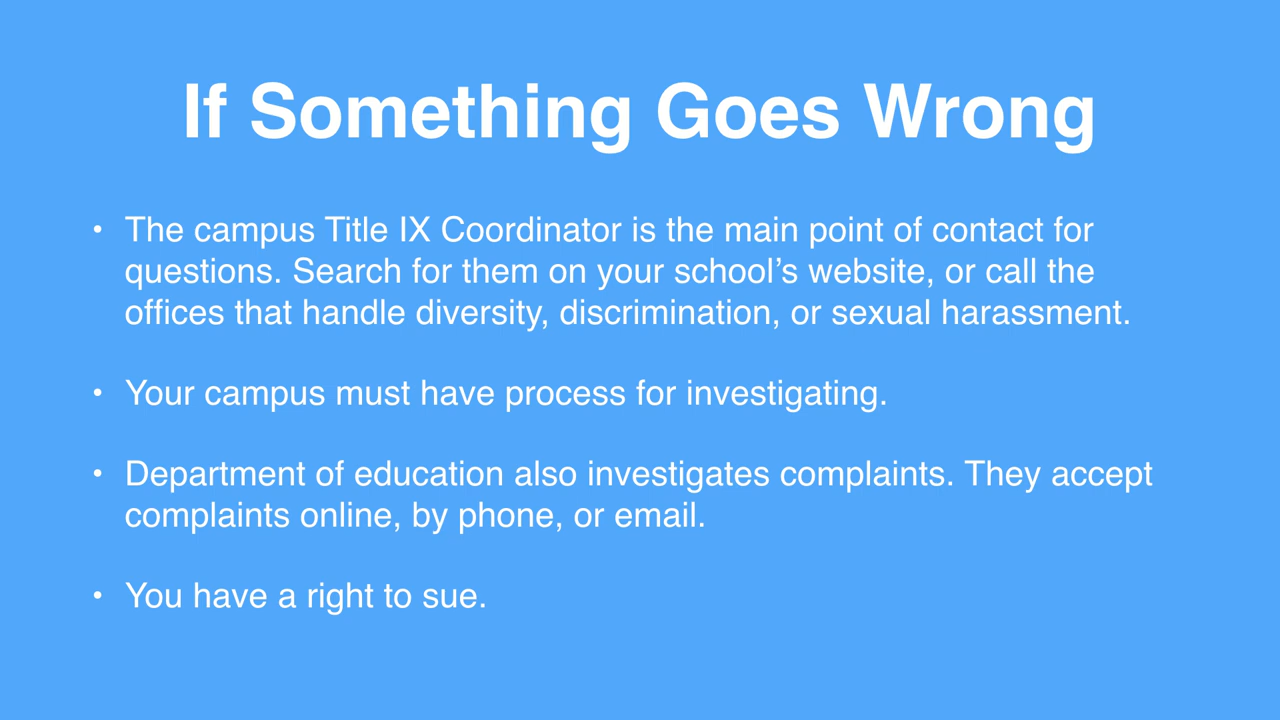 If Something Goes Wrong
• The campus Title IX Coordinator is the main point of contact for
questions. Search for them on your school’s website, or call the
offices that handle diversity, discrimination, or sexual harassment.
• Your campus must have process for investigating.
• Department of education also investigates complaints. They accept
complaints online, by phone, or email.
• You have a right to sue.